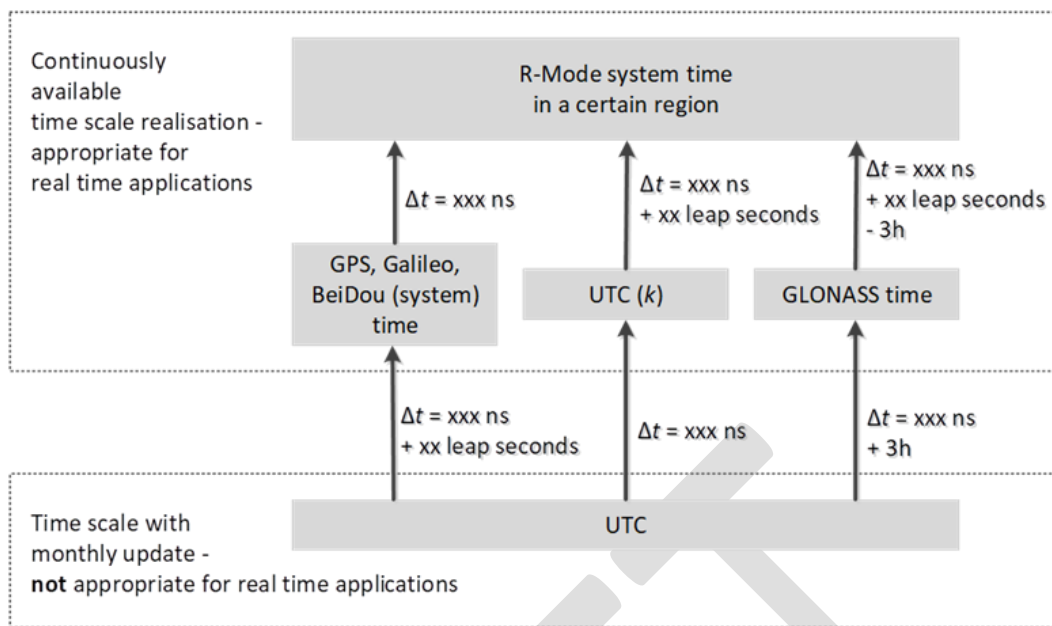 Continuously
available
time scale realisation -
appropriate for
real time applications
R-Mode system time
in a certain region
Δt = xxx ns
Δt = xxx ns
+ xx leap seconds
Δt = xxx ns
+ xx leap seconds
- 3h
GPS, Galileo,
BeiDou (system)
time
UTC (k)
GLONASS time
Δt = xxx ns
+ xx leap seconds
Δt = xxx ns
Δt = xxx ns
+ 3h
Time scale with
monthly update -
not appropriate for real time applications
UTC